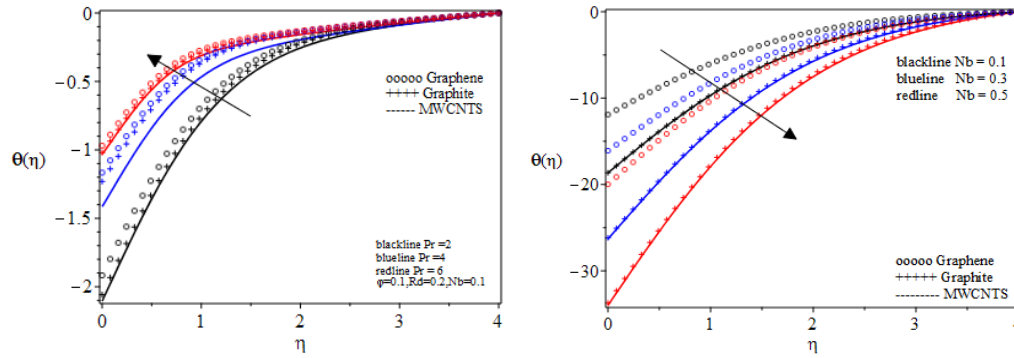 0
−0.5
−1
−1.5
−2
θ(η)
0 1 2 3 4
η
ooooo Graphene
++++ Graphite
------ MWCNTS
blackline Pr =2
blueline Pr =4
redline Pr = 6
φ=0.1,Rd=0.2,Nb=0.1
0
−10
−20
−30
θ(η)
0 1 2 3 4
η
blackline Nb = 0.1
blueline Nb = 0.3
redline Nb = 0.5
ooooo Graphene
+++++ Graphite
--------- MWCNTS